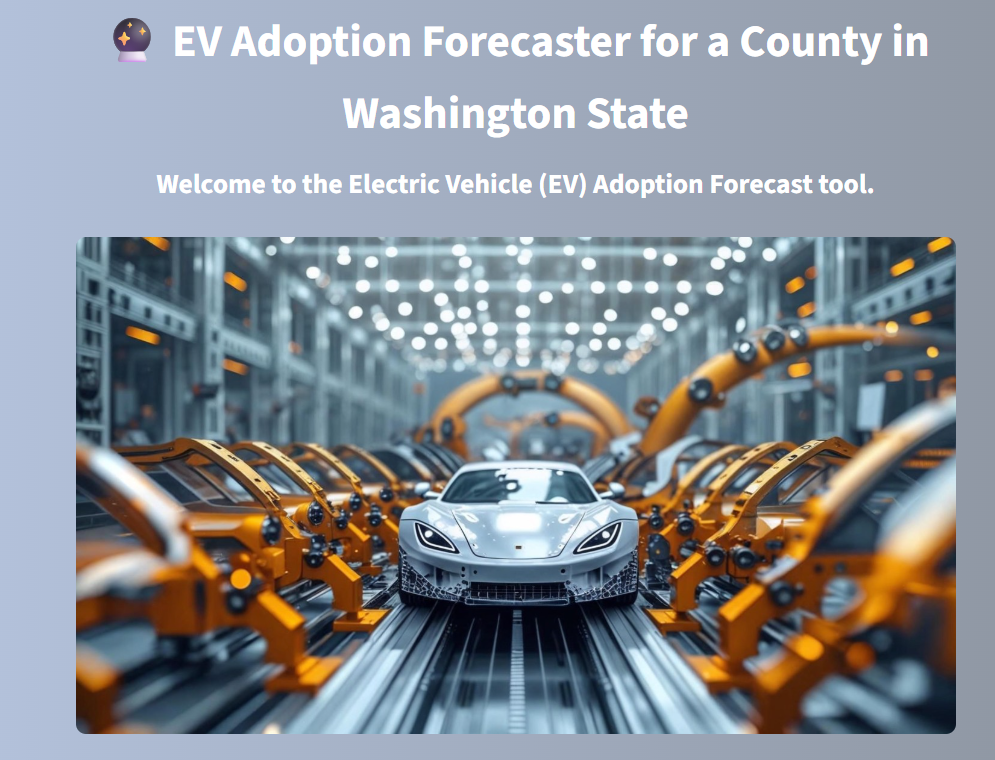 🔮 EV Adoption Forecaster for a County in
Washington State
Welcome to the Electric Vehicle (EV) Adoption Forecast tool.